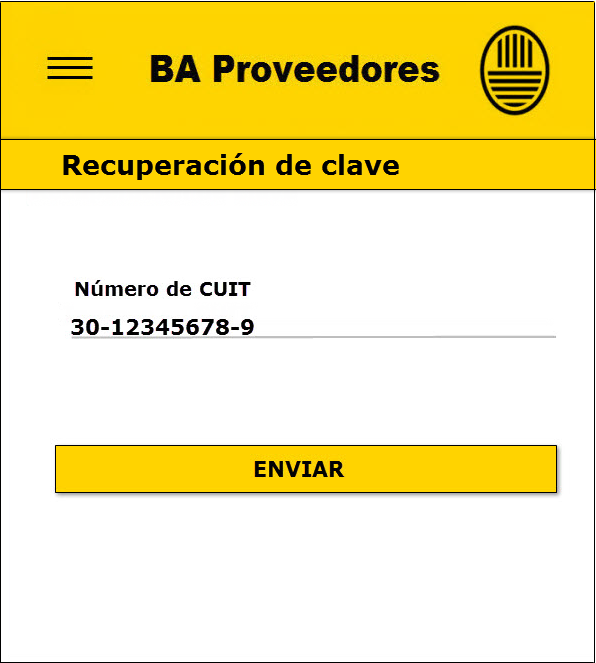 BA Proveedores
Recuperación de clave
Número de CUIT
30-12345678-9
ENVIAR